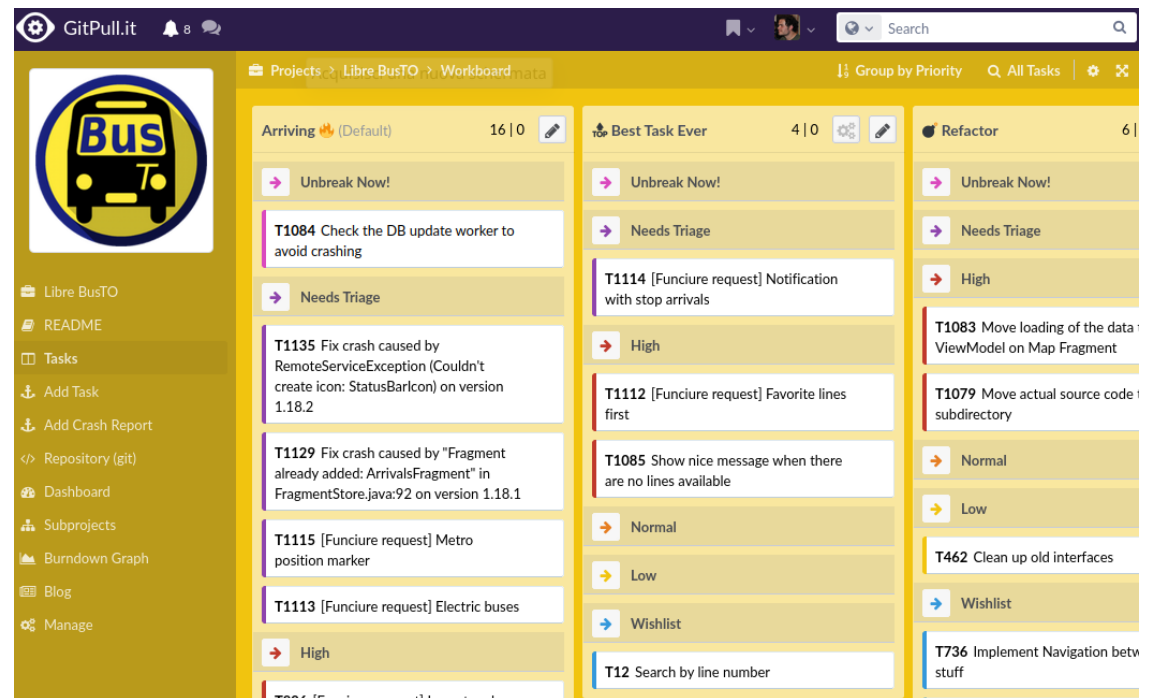 GitPull.it
8
Search
Bus
To
Projects > Libre BusTO > Workboard
Group by Priority
All Tasks
Libre BusTO
README
Tasks
Add Task
Add Crash Report
Repository (git)
Dashboard
Subprojects
Burndown Graph
Blog
Manage
Arriving 🔥 (Default)
16 | 0
Unbreak Now!
T1084 Check the DB update worker to
avoid crashing
Needs Triage
T1135 Fix crash caused by
RemoteServiceException (Couldn't
create icon: StatusBarIcon) on version
1.18.2
T1129 Fix crash caused by "Fragment
already added: ArrivalsFragment" in
FragmentStore.java:92 on version 1.18.1
T1115 [Funciure request] Metro
position marker
T1113 [Funciure request] Electric buses
High
TOP Best Task Ever
4 | 0
Unbreak Now!
Needs Triage
T1114 [Funciure request] Notification
with stop arrivals
High
T1112 [Funciure request] Favorite lines
first
T1085 Show nice message when there
are no lines available
Normal
Low
Wishlist
T12 Search by line number
Refactor
6 |
Unbreak Now!
Needs Triage
High
T1083 Move loading of the data
ViewModel on Map Fragment
T1079 Move actual source code
subdirectory
Normal
Low
T462 Clean up old interfaces
Wishlist
T736 Implement Navigation
stuff